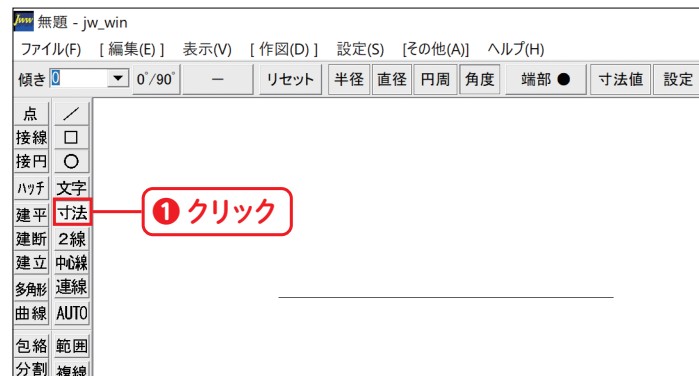 Jww 無題 - jw_win
ファイル(F) [ 編集(E) ] 表示(V) [ 作図(D) ] 設定(S) [その他(A)] ヘルプ(H)
傾き 0 0°/90° － リセット 半径 直径 円周 角度 端部 ● 寸法値 設定
点 ／
接線 □
接円 ○
ハッチ 文字
建平 寸法 ❶ クリック
建断 2線
建立 中心線
多角形 連線
曲線 AUTO
包絡 範囲
分割 複線